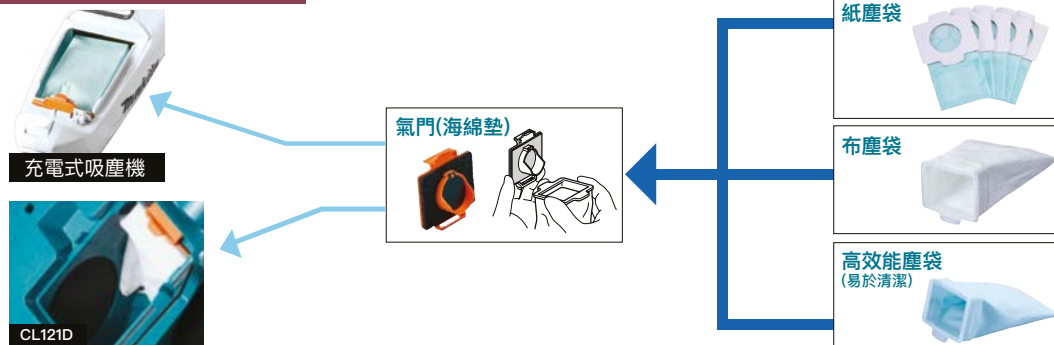 充電式吸塵機
CL121D
氣門(海綿墊)
紙塵袋
布塵袋
高效能塵袋
(易於清潔)